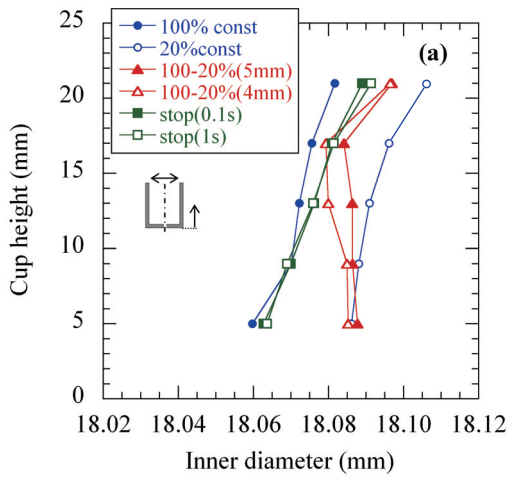 25
20
15
10
5
0
Cup height (mm)
100% const
20%const
100-20%(5mm)
100-20%(4mm)
stop(0.1s)
stop(1s)
(a)
18.02 18.04 18.06 18.08 18.10 18.12
Inner diameter (mm)